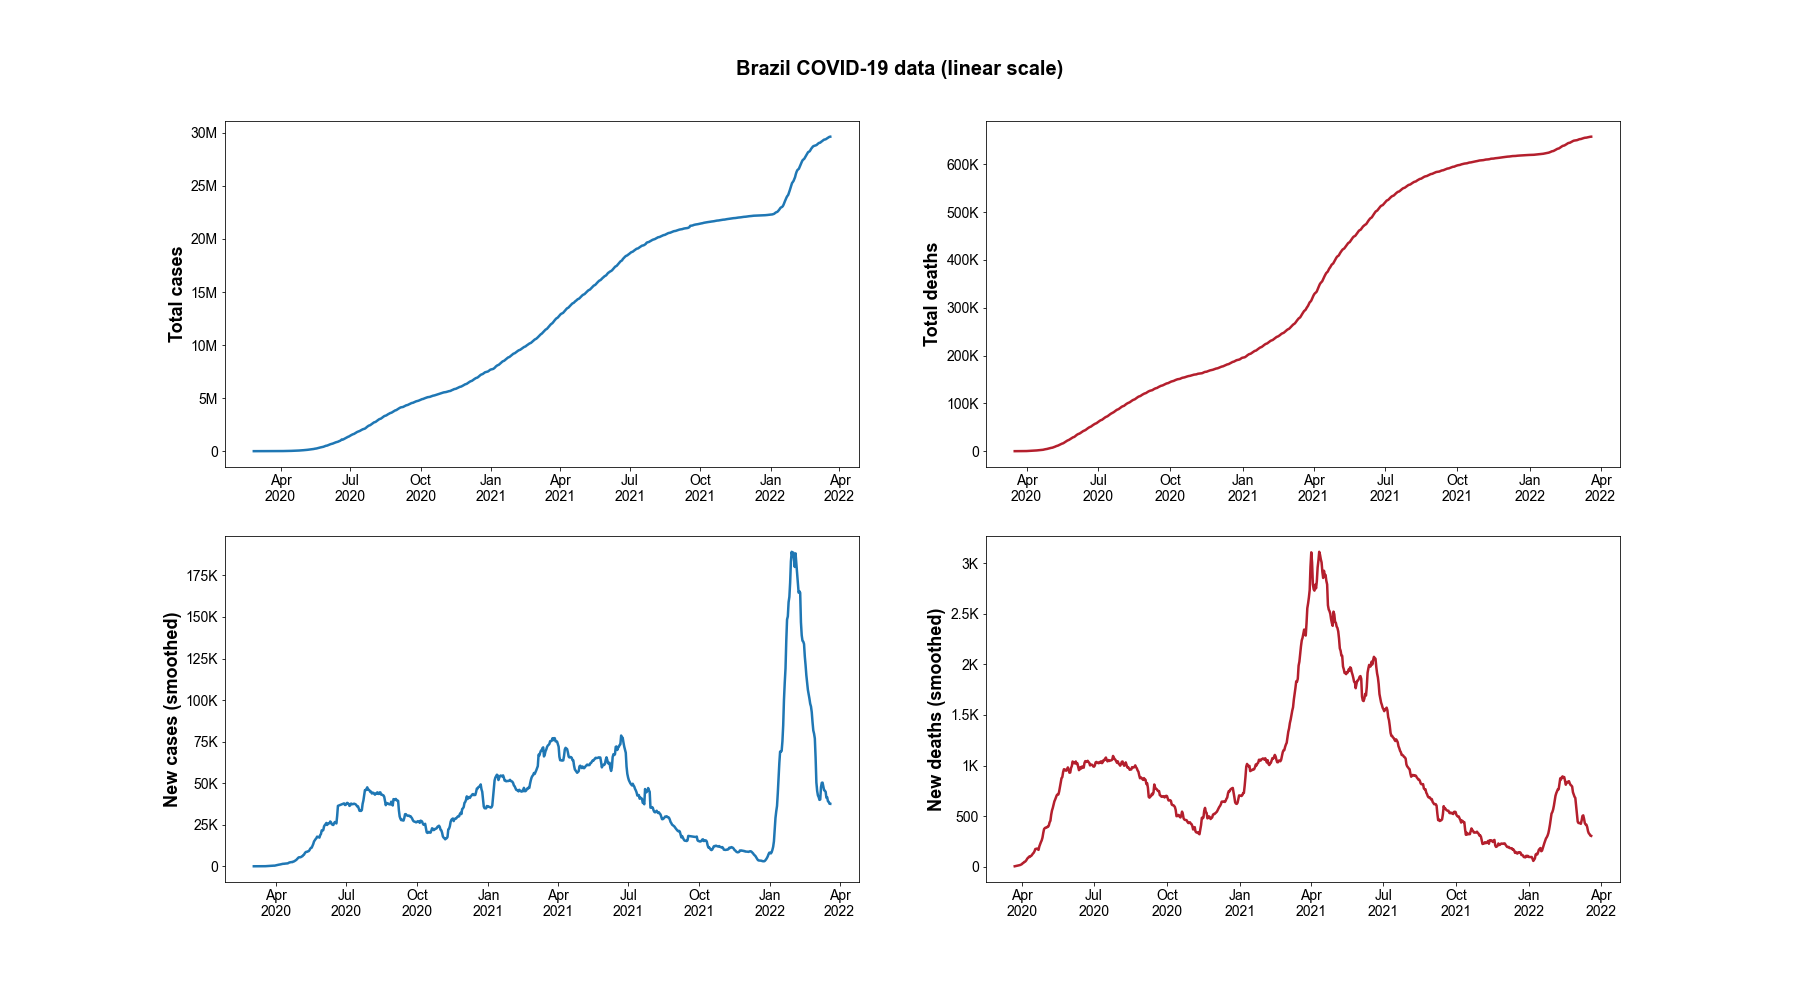 Brazil COVID-19 data (linear scale)
Total cases
30M
25M
20M
15M
10M
5M
0
Apr Jul Oct Jan Apr Jul Oct Jan Apr
2020 2020 2020 2021 2021 2021 2021 2022 2022
Total deaths
600K
500K
400K
300K
200K
100K
0
Apr Jul Oct Jan Apr Jul Oct Jan Apr
2020 2020 2020 2021 2021 2021 2021 2022 2022
New cases (smoothed)
175K
150K
125K
100K
75K
50K
25K
0
Apr Jul Oct Jan Apr Jul Oct Jan Apr
2020 2020 2020 2021 2021 2021 2021 2022 2022
New deaths (smoothed)
3K
2.5K
2K
1.5K
1K
500
0
Apr Jul Oct Jan Apr Jul Oct Jan Apr
2020 2020 2020 2021 2021 2021 2021 2022 2022